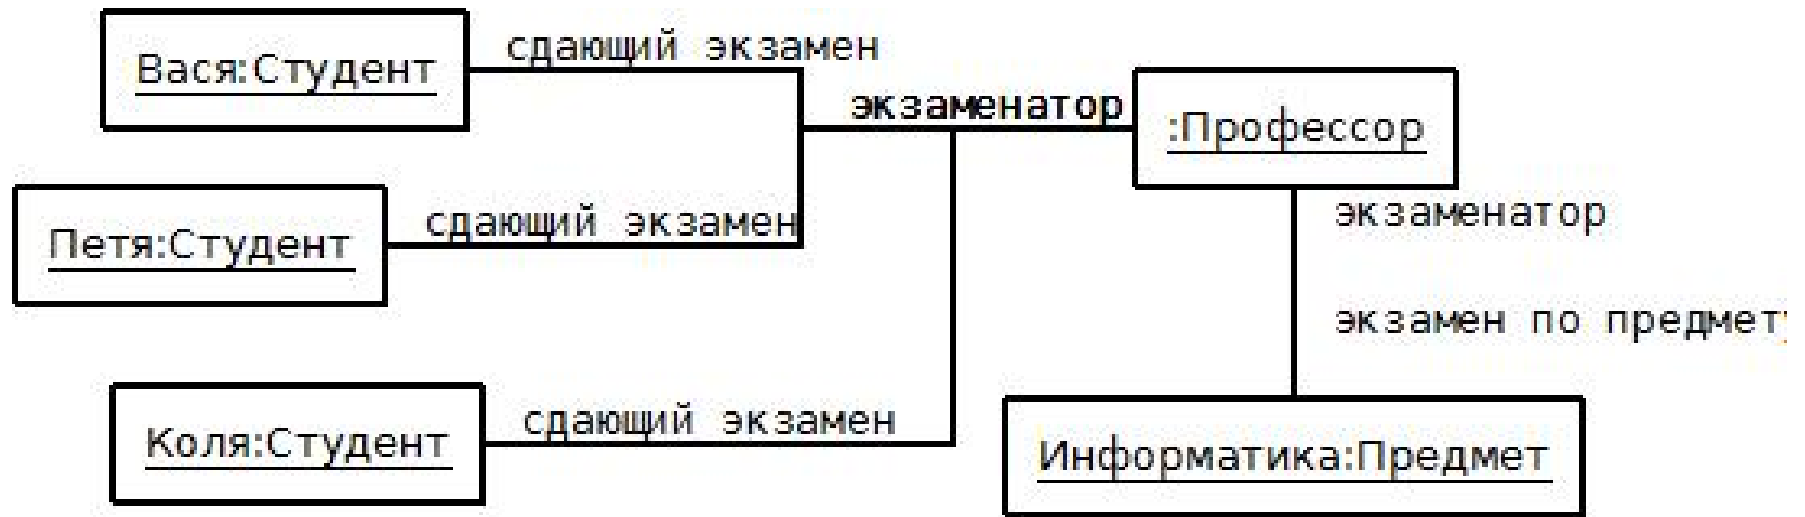 Вася:Студент
сдающий экзамен
экзаменатор
:Профессор
Петя:Студент
сдающий экзамен
экзаменатор
экзамен по предмету
Коля:Студент
сдающий экзамен
Информатика:Предмет